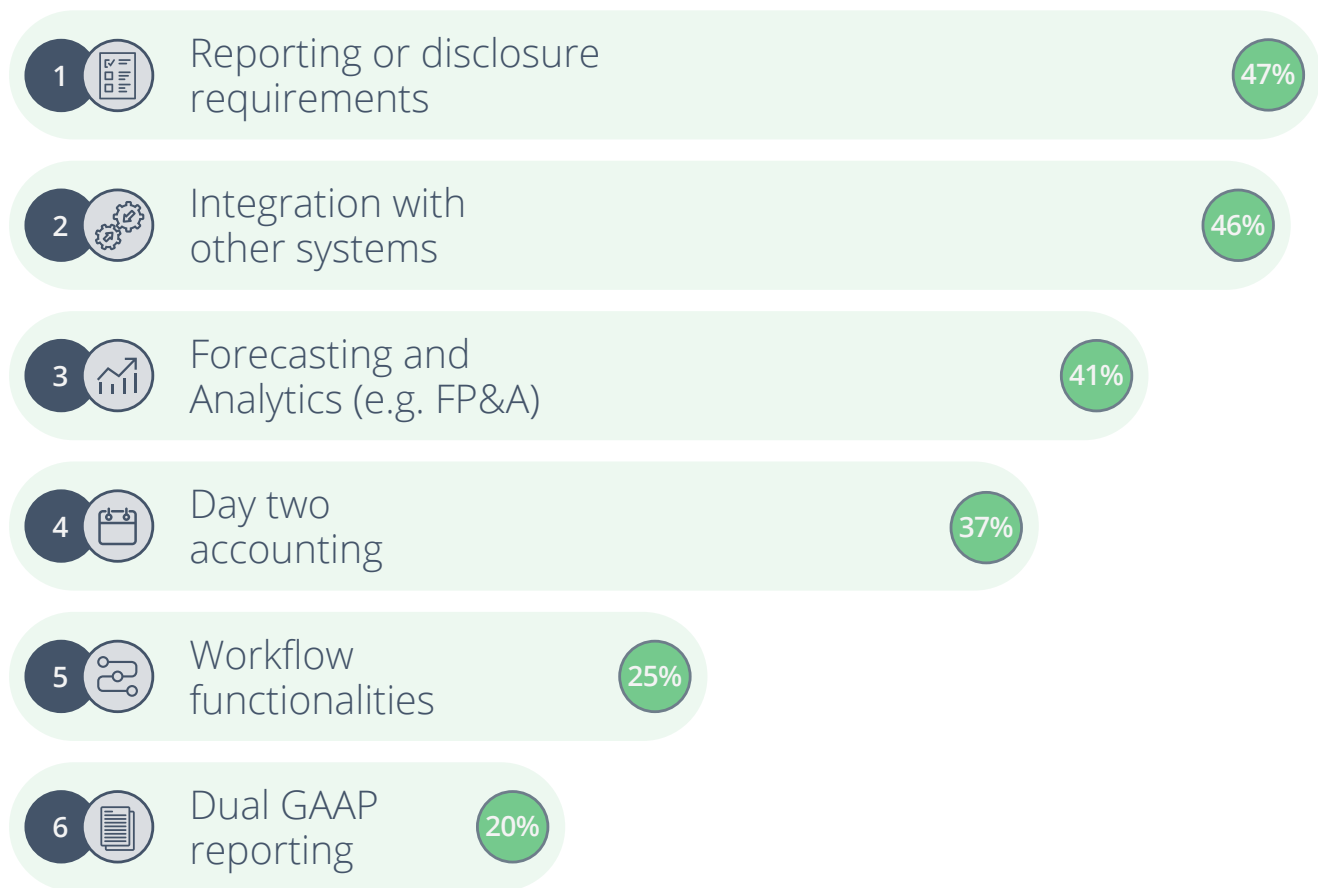 1
Reporting or disclosure
requirements
47%
2
Integration with
other systems
46%
3
Forecasting and
Analytics (e.g. FP&A)
41%
4
Day two
accounting
37%
5
Workflow
functionalities
25%
6
Dual GAAP
reporting
20%